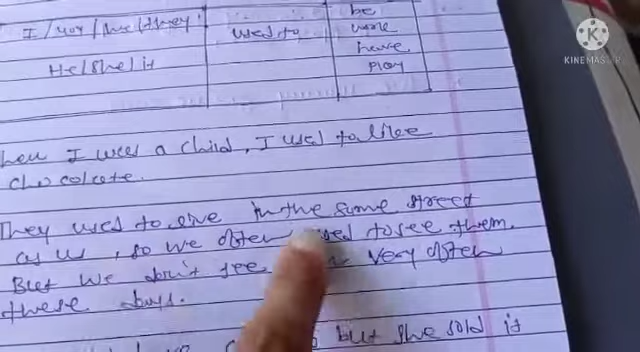 I/you/we/they used to be
work
have
He/she/it play
hen I was a child, I used to like
chocolate.
They used to live in the same street
as us, so we often used to see them.
But we don't see very often
these days.
but she sold it
KINEMASTER